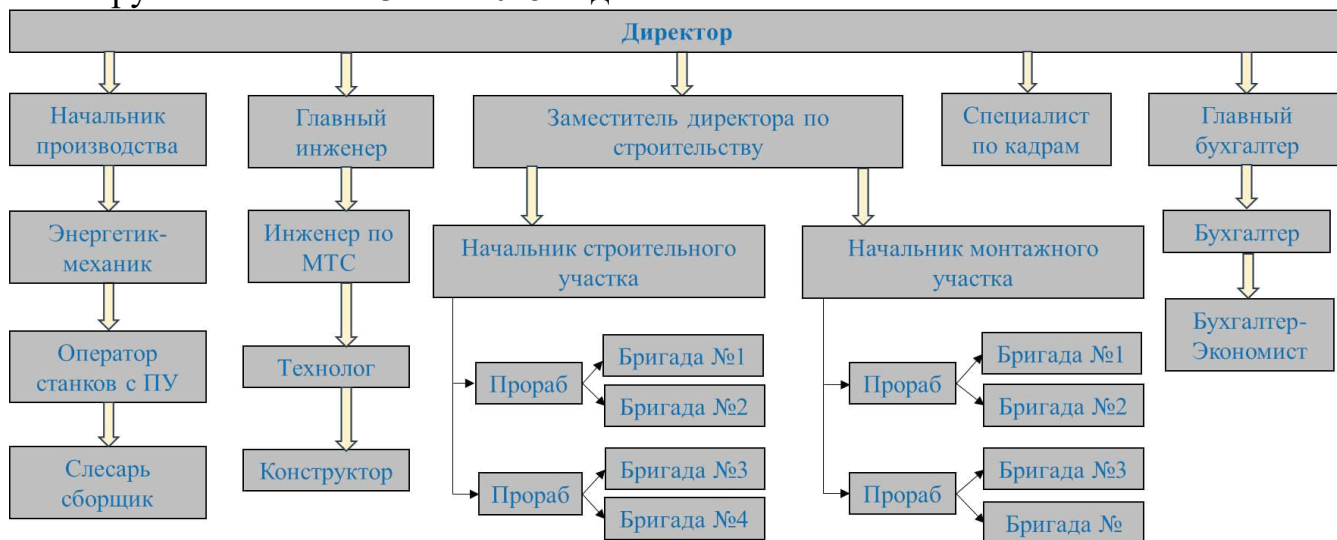 Директор
Начальник
производства
Главный
инженер
Заместитель директора по
строительству
Специалист
по кадрам
Главный
бухгалтер
Энергетик-
механик
Инженер по
МТС
Начальник строительного
участка
Начальник монтажного
участка
Бухгалтер
Оператор
станков с ПУ
Технолог
Прораб
Бригада №1
Бригада №2
Прораб
Бригада №1
Бригада №2
Бухгалтер-
Экономист
Слесарь
сборщик
Конструктор
Прораб
Бригада №3
Бригада №4
Прораб
Бригада №3
Бригада №